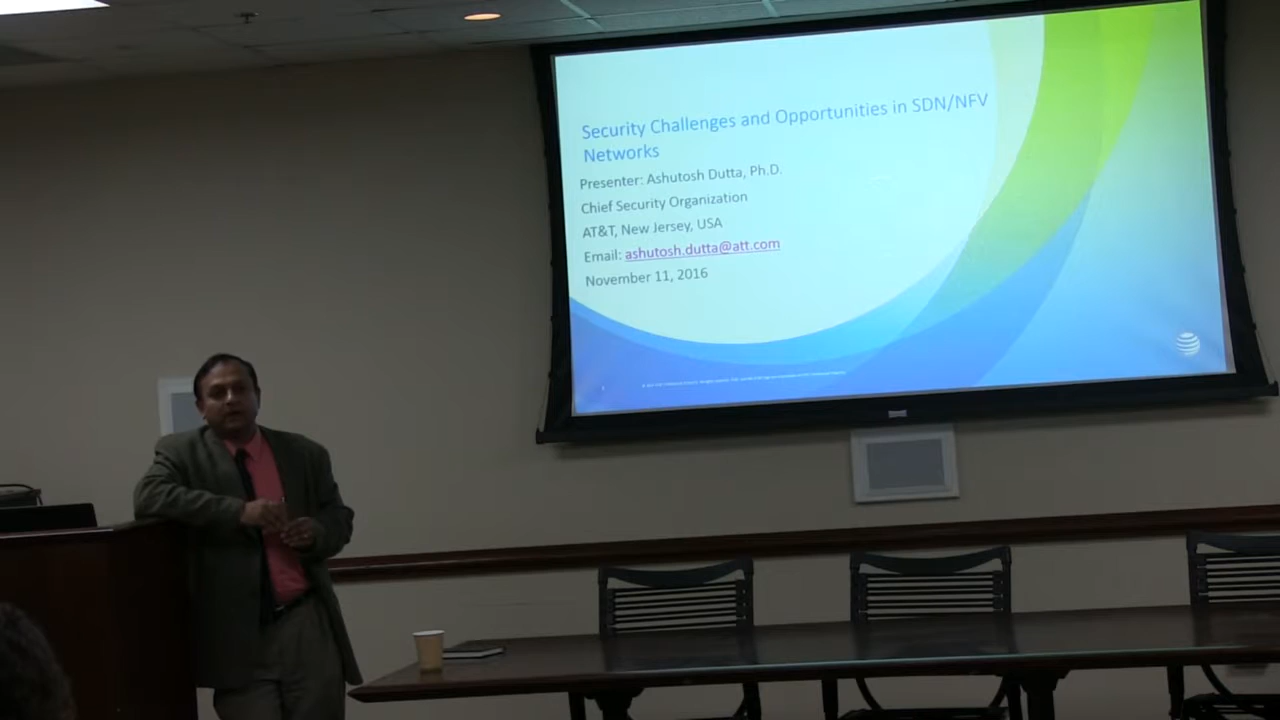 Security Challenges and Opportunities in SDN/NFV
Networks
Presenter: Ashutosh Dutta, Ph.D.
Chief Security Organization
AT&T, New Jersey, USA
Email: ashutosh.dutta@att.com
November 11, 2016